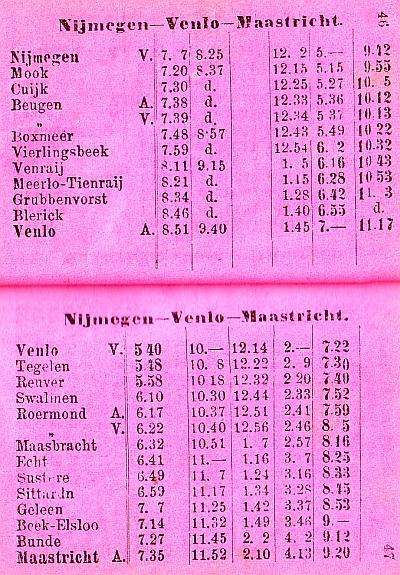 Nijmegen—Venlo—Maastricht. 46
Nijmegen V. 7. 7 8.25 12. 2 5.— 9.42
Mook 7.20 8.37 12.15 5.15 9.55
Cuijk 7.30 d. 12.25 5.27 10. 5
Beugen A. 7.38 d. 12.33 5.36 10.12
„ V. 7.39 d. 12.34 5 37 10.13
Boxmeer 7.48 8·57 12.43 5.49 10 22
Vierlingsbeek 7.59 d. 12.54 6. 2 10.32
Venraij 8.11 9.15 1. 5 6.16 10 43
Meerlo-Tienraij 8.21 d. 1.15 6.28 10 53
Grubbenvorst 8.34 d. 1.28 6.42 11. 3
Blerick 8.46 d. 1.40 6.55 d.
Venlo A. 8.51 9.40 1.45 7.— 11.17
Nijmegen—Venlo—Maastricht.
Venlo V. 5 40 10.— 12.14 2.— 7.22
Tegelen 5.48 10. 8 12.22 2. 9 7.30
Reuver 5.58 10 18 12.32 2 20 7.40
Swalmen 6.10 10.30 12.44 2.33 7.52
Roermond A. 6.17 10.37 12.51 2.41 7.59
„ V. 6.22 10.40 12.56 2.46 8. 5
Maasbracht 6.32 10.51 1. 7 2.57 8.16
Echt 6.41 11.— 1.16 3. 7 8.25
Sustere 6.49 11. 7 1.24 3.16 8.33
Sittardn 6.59 11.17 1.34 3.28 8.45
Geleen 7. 7 11.25 1.42 3.37 8.53
Beek-Elsloo 7.14 11.32 1.49 3.46 9.—
Bunde 7.27 11.45 2. 2 4. 2 9.12
Maastricht A. 7.35 11.52 2.10 4.13 9.20 47